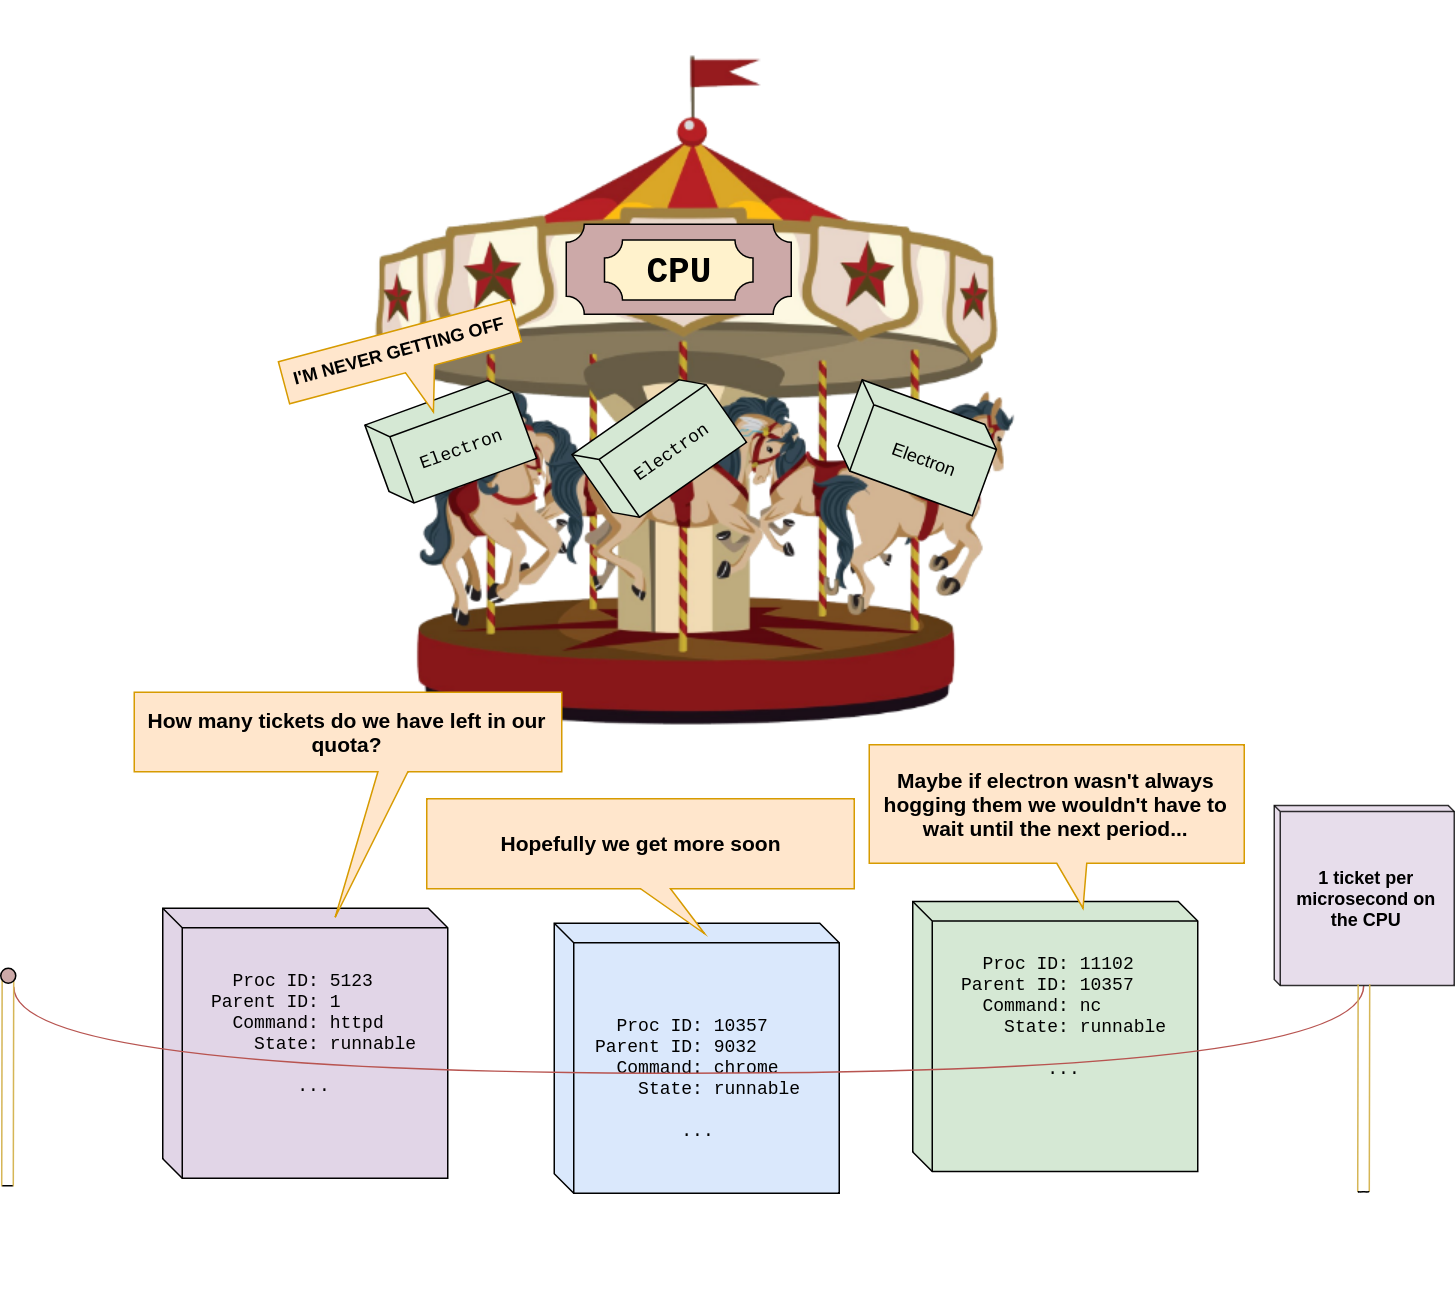 CPU
I'M NEVER GETTING OFF
Electron
Electron
Electron
How many tickets do we have left in our
quota?
Hopefully we get more soon
Maybe if electron wasn't always
hogging them we wouldn't have to
wait until the next period...
1 ticket per
microsecond on
the CPU
Proc ID: 5123
Parent ID: 1
Command: httpd
State: runnable
...
Proc ID: 10357
Parent ID: 9032
Command: chrome
State: runnable
...
Proc ID: 11102
Parent ID: 10357
Command: nc
State: runnable
...